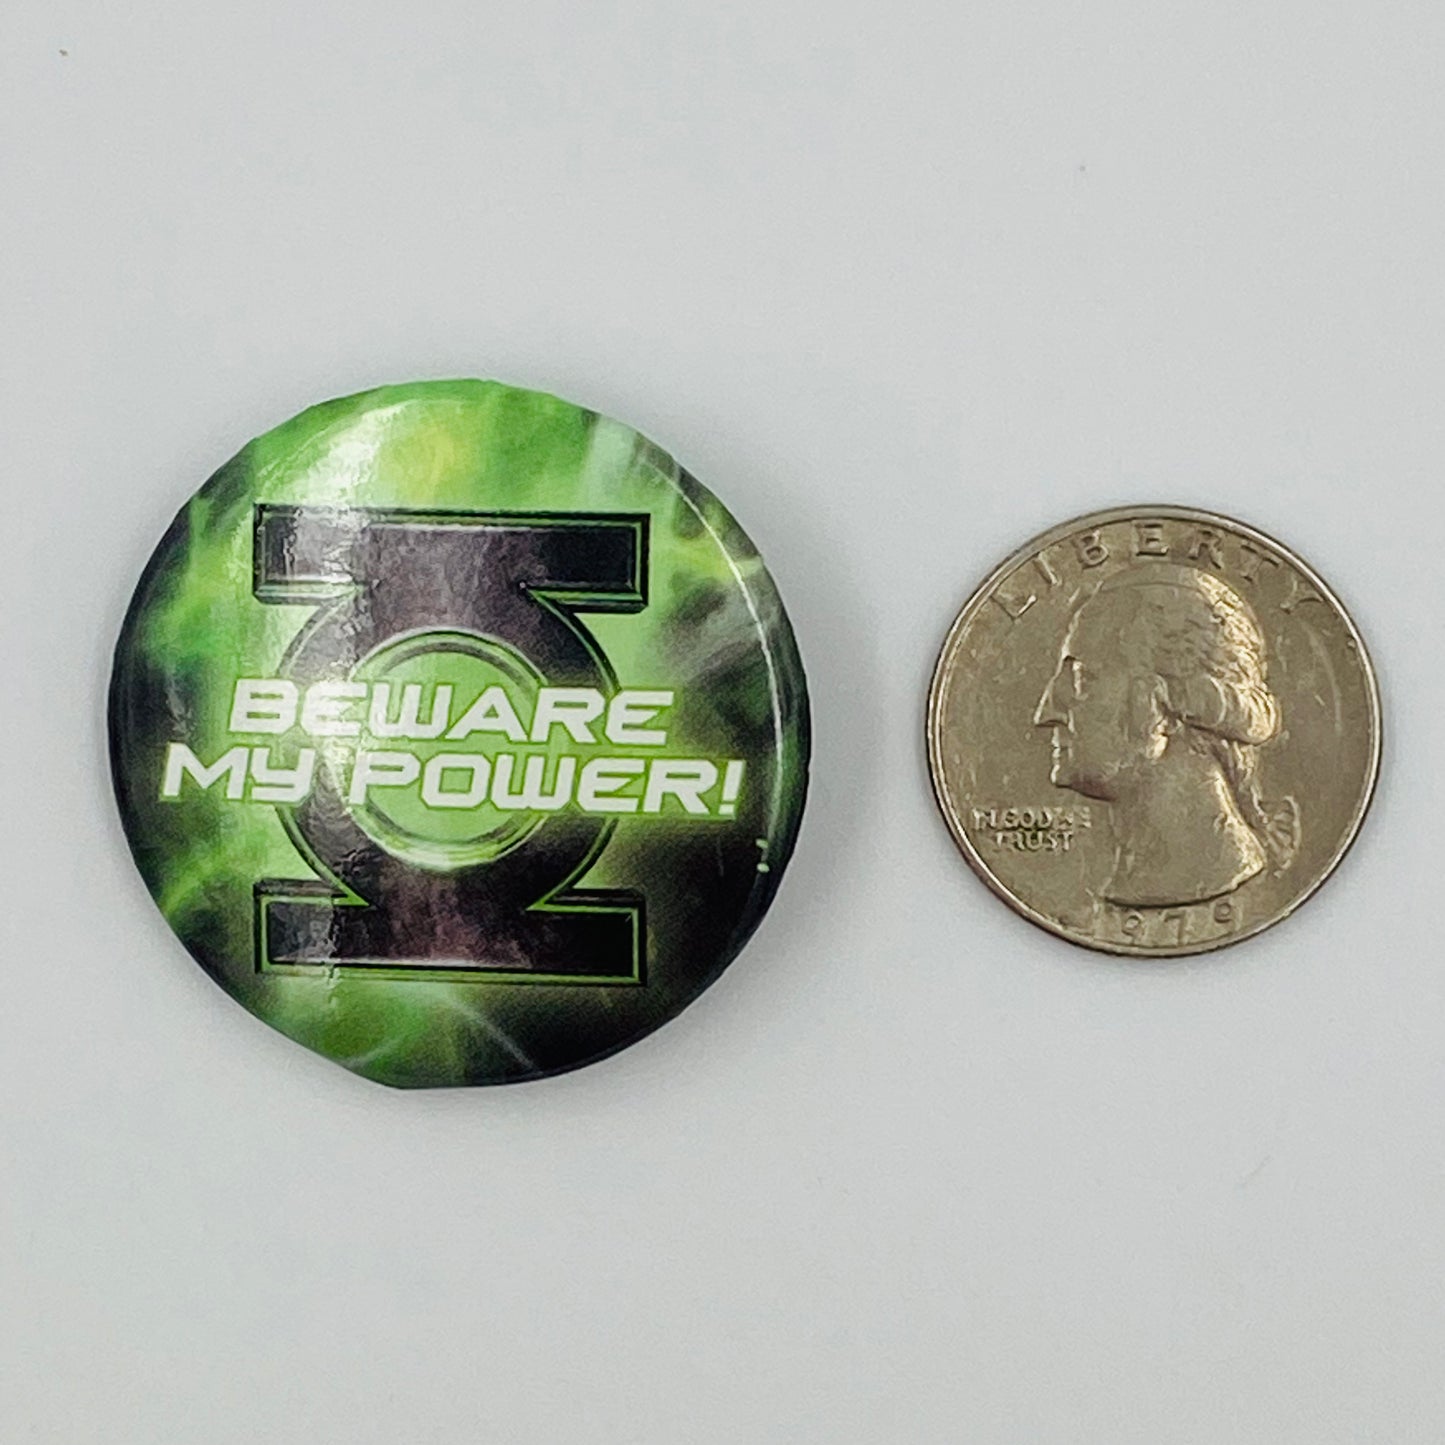 BEWARE
MY POWER!
LIBERTY
IN GOD WE
TRUST
1979